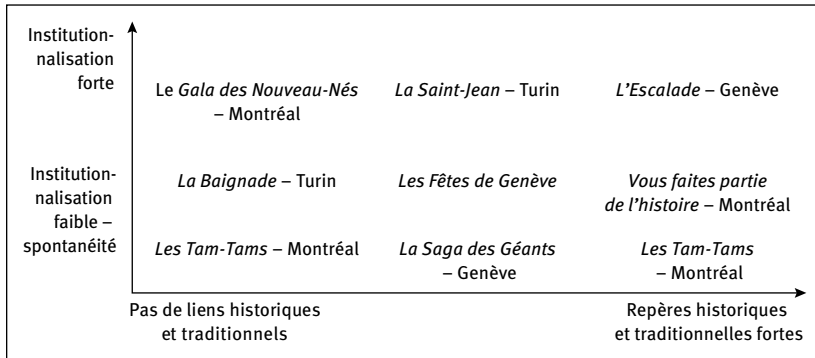 Institution-
nalisation
forte
Le Gala des Nouveau-Nés
– Montréal
La Saint-Jean – Turin
L'Escalade – Genève
Institution-
nalisation
faible –
spontanéité
La Baignade – Turin
Les Fêtes de Genève
Vous faites partie
de l'histoire – Montréal
Les Tam-Tams – Montréal
La Saga des Géants
– Genève
Les Tam-Tams
– Montréal
Pas de liens historiques
et traditionnels
Repères historiques
et traditionnelles fortes